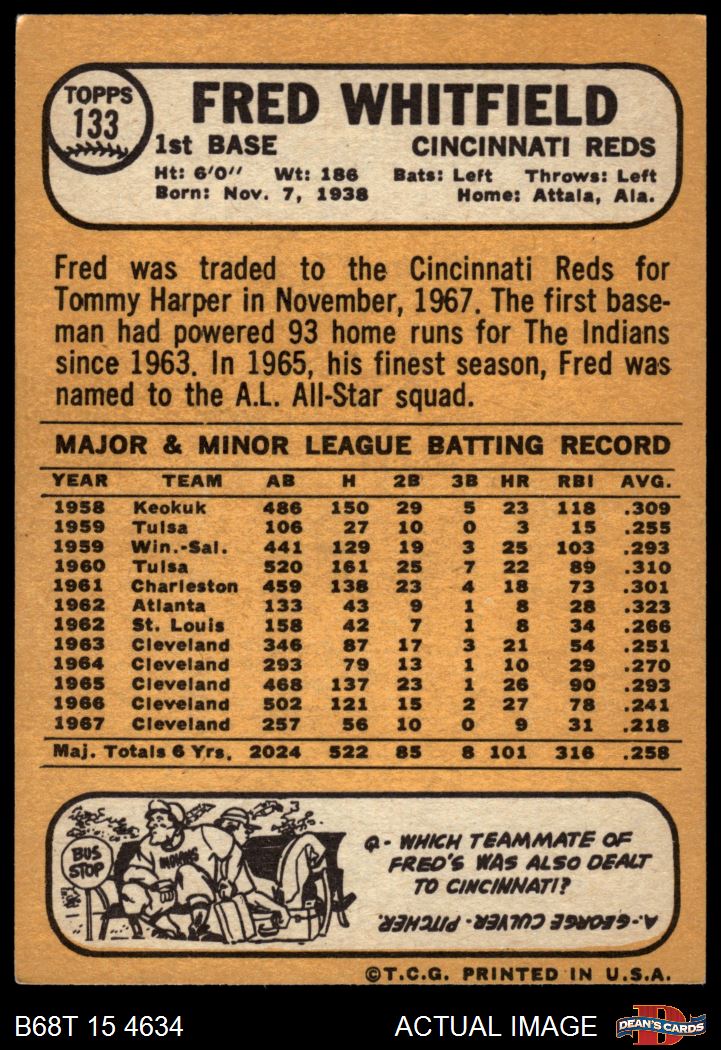 TOPPS
133
FRED WHITFIELD
1st BASE CINCINNATI REDS
Ht: 6'0" Wt: 186 Bats: Left Throws: Left
Born: Nov. 7, 1938 Home: Attala, Ala.
Fred was traded to the Cincinnati Reds for
Tommy Harper in November, 1967. The first base-
man had powered 93 home runs for The Indians
since 1963. In 1965, his finest season, Fred was
named to the A.L. All-Star squad.
MAJOR & MINOR LEAGUE BATTING RECORD
YEAR TEAM AB H 2B 3B HR RBI AVG.
1958 Keokuk 486 150 29 5 23 118 .309
1959 Tulsa 106 27 10 0 3 15 .255
1959 Win.-Sal. 441 129 19 3 25 103 .293
1960 Tulsa 520 161 25 7 22 89 .310
1961 Charleston 459 138 23 4 18 73 .301
1962 Atlanta 133 43 9 1 8 28 .323
1962 St. Louis 158 42 7 1 8 34 .266
1963 Cleveland 346 87 17 3 21 54 .251
1964 Cleveland 293 79 13 1 10 29 .270
1965 Cleveland 468 137 23 1 26 90 .293
1966 Cleveland 502 121 15 2 27 78 .241
1967 Cleveland 257 56 10 0 9 31 .218
Maj. Totals 6 Yrs. 2024 522 85 8 101 316 .258
BUS
STOP
INDIANS
Q- WHICH TEAMMATE OF
FRED'S WAS ALSO DEALT
TO CINCINNATI?
A- GEORGE CULVER- PITCHER.
©T.C.G. PRINTED IN U.S.A.
B68T 15 4634 ACTUAL IMAGE
D
DEAN'S CARDS